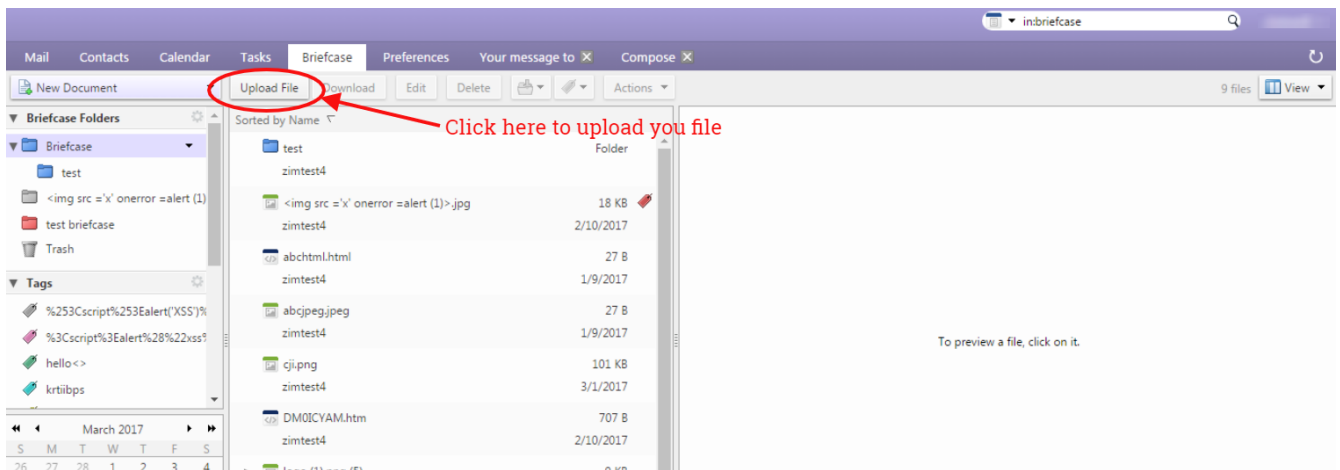 in:briefcase
Mail Contacts Calendar Tasks Briefcase Preferences Your message to Compose
New Document Upload File Download Edit Delete Actions 9 files View
Briefcase Folders
Sorted by Name
Click here to upload you file
Briefcase
test Folder
zimtest4
test
<img src ='x' onerror =alert (1)
<img src ='x' onerror =alert (1)>.jpg 18 KB
test briefcase
zimtest4 2/10/2017
Trash
abchtml.html 27 B
Tags
zimtest4 1/9/2017
%253Cscript%253Ealert('XSS')%
abcjpeg.jpeg 27 B
%3Cscript%3Ealert%28%22xss%
zimtest4 1/9/2017
To preview a file, click on it.
hello<>
cji.png 101 KB
krtiibps
zimtest4 3/1/2017
DM0ICYAM.htm 707 B
March 2017
zimtest4 2/10/2017
S M T W T F S
26 27 28 1 2 3 4